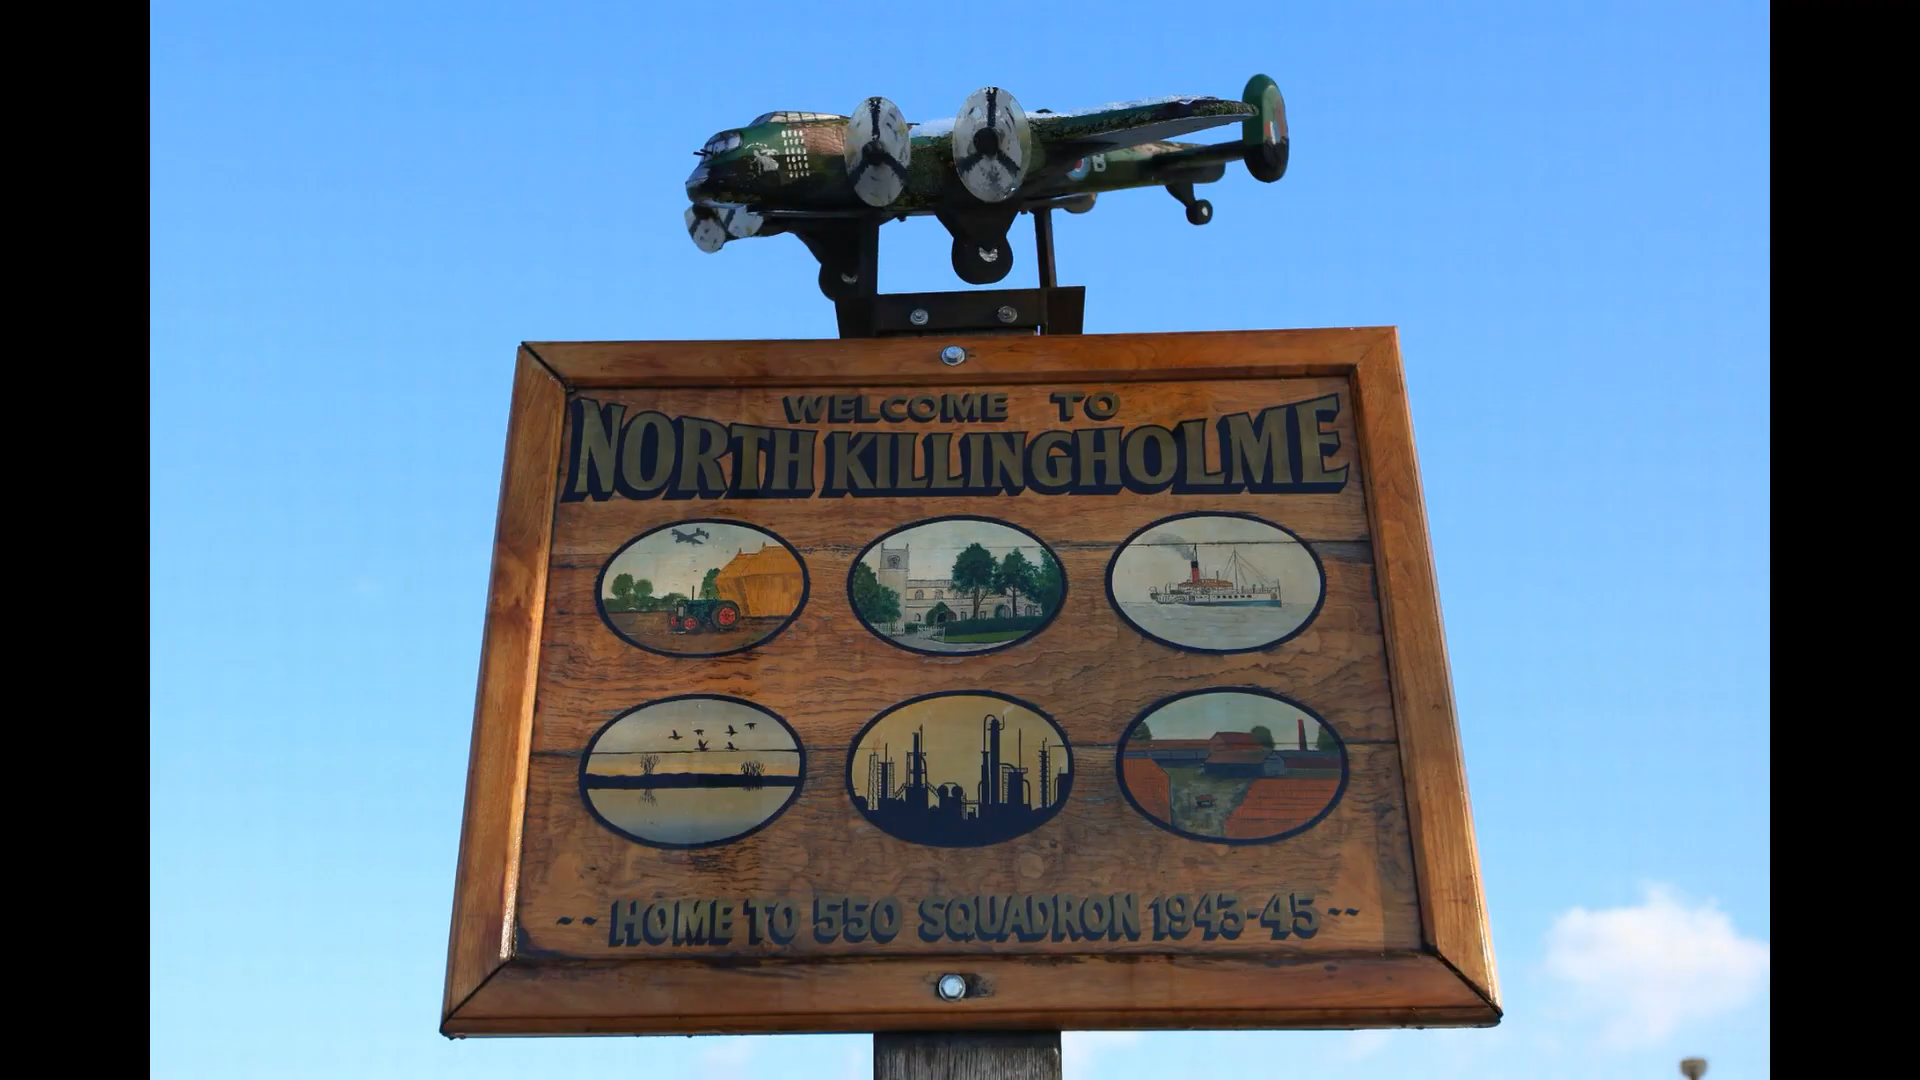 WELCOME TO
NORTH KILLINGHOLME
B
-- HOME TO 550 SQUADRON 1943-45 --